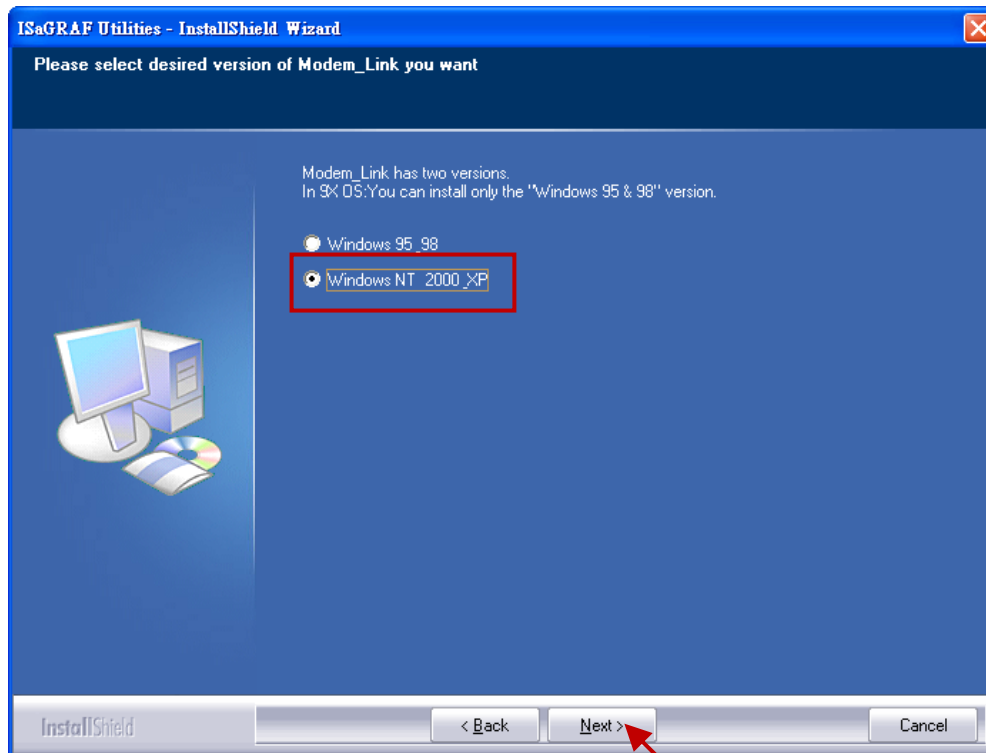 ISaGRAF Utilities - InstallShield Wizard
Please select desired version of Modem_Link you want
Modem_Link has two versions.
In 9X OS:You can install only the "Windows 95 & 98" version.
Windows 95_98
Windows NT_2000_XP
InstallShield
< Back
Next >
Cancel